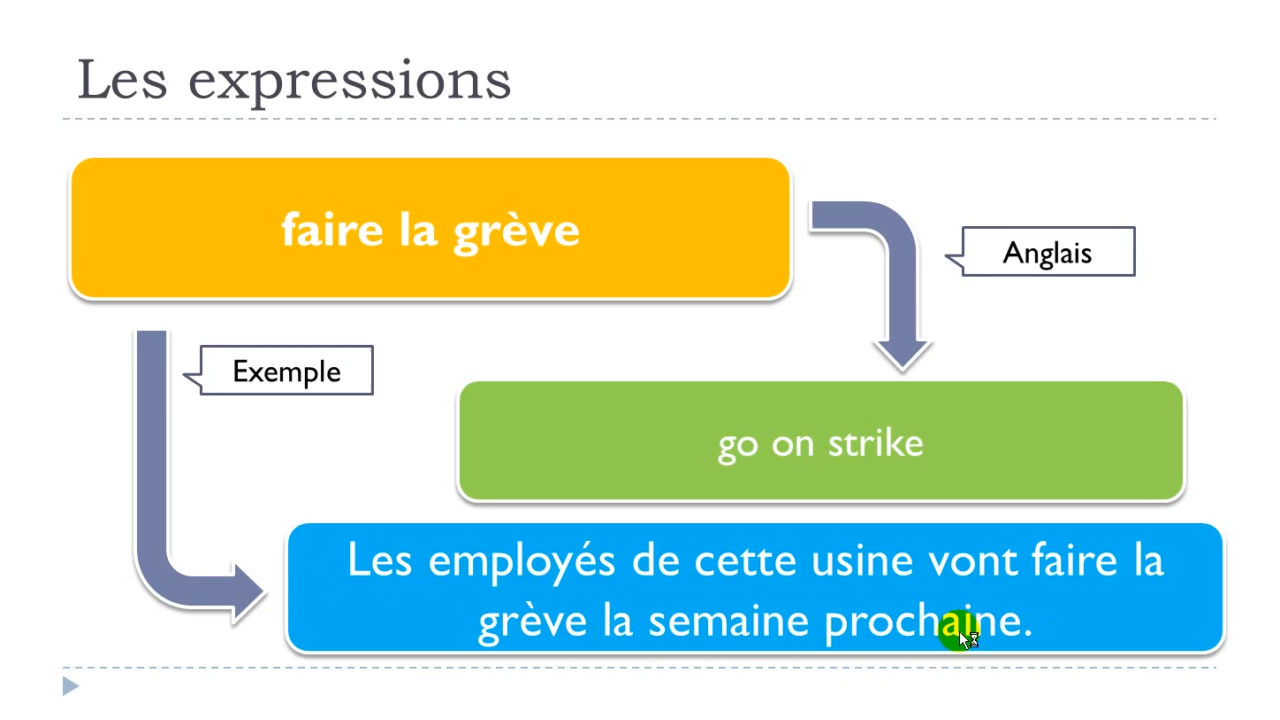 Les expressions
faire la grève
Anglais
Exemple
go on strike
Les employés de cette usine vont faire la
grève la semaine prochaine.